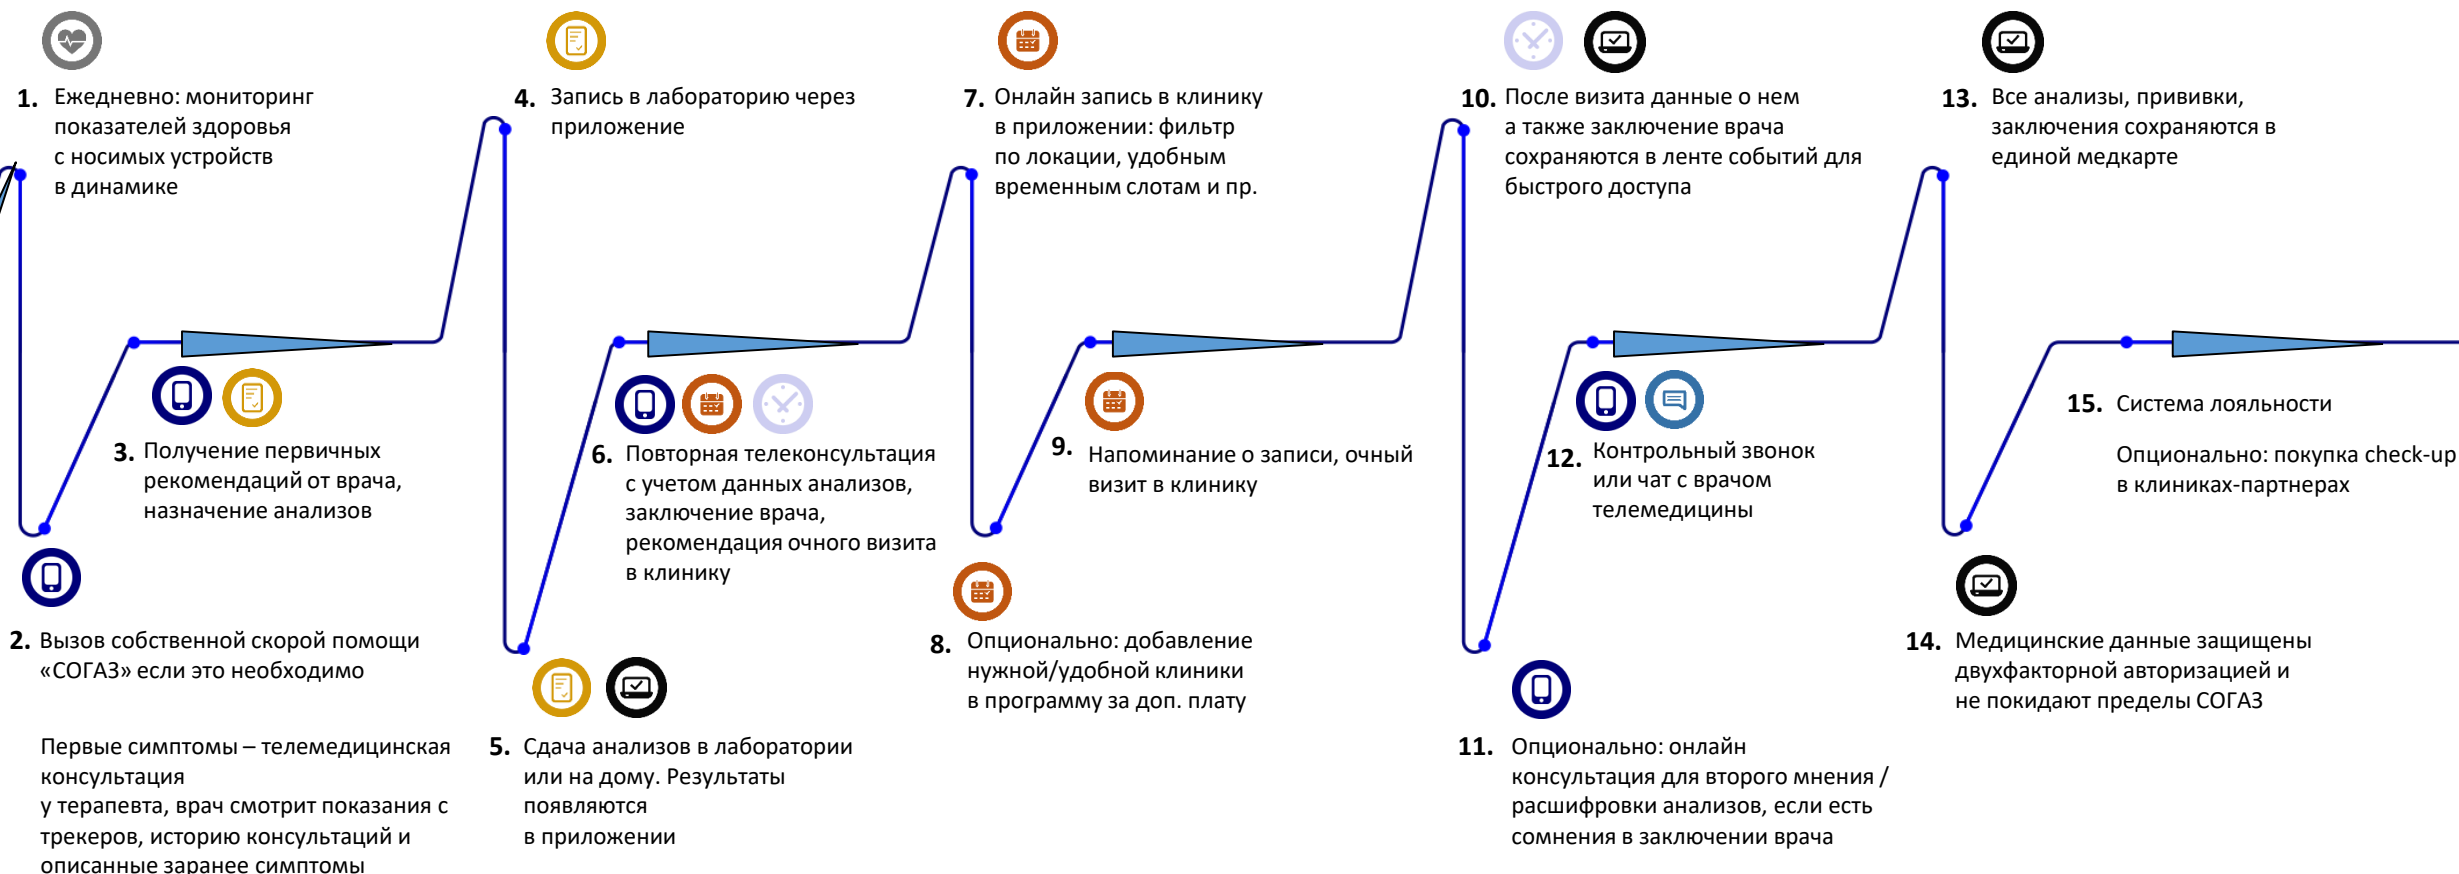 1. Ежедневно: мониторинг
показателей здоровья
с носимых устройств
в динамике
2. Вызов собственной скорой помощи
«СОГАЗ» если это необходимо
Первые симптомы – телемедицинская
консультация
у терапевта, врач смотрит показания с
трекеров, историю консультаций и
описанные заранее симптомы
3. Получение первичных
рекомендаций от врача,
назначение анализов
4. Запись в лабораторию через
приложение
5. Сдача анализов в лаборатории
или на дому. Результаты
появляются
в приложении
6. Повторная телеконсультация
с учетом данных анализов,
заключение врача,
рекомендация очного визита
в клинику
7. Онлайн запись в клинику
в приложении: фильтр
по локации, удобным
временным слотам и пр.
8. Опционально: добавление
нужной/удобной клиники
в программу за доп. плату
9. Напоминание о записи, очный
визит в клинику
10. После визита данные о нем
а также заключение врача
сохраняются в ленте событий для
быстрого доступа
11. Опционально: онлайн
консультация для второго мнения /
расшифровки анализов, если есть
сомнения в заключении врача
12. Контрольный звонок
или чат с врачом
телемедицины
13. Все анализы, прививки,
заключения сохраняются в
единой медкарте
14. Медицинские данные защищены
двухфакторной авторизацией и
не покидают пределы СОГАЗ
15. Система лояльности
Опционально: покупка check-up
в клиниках-партнерах